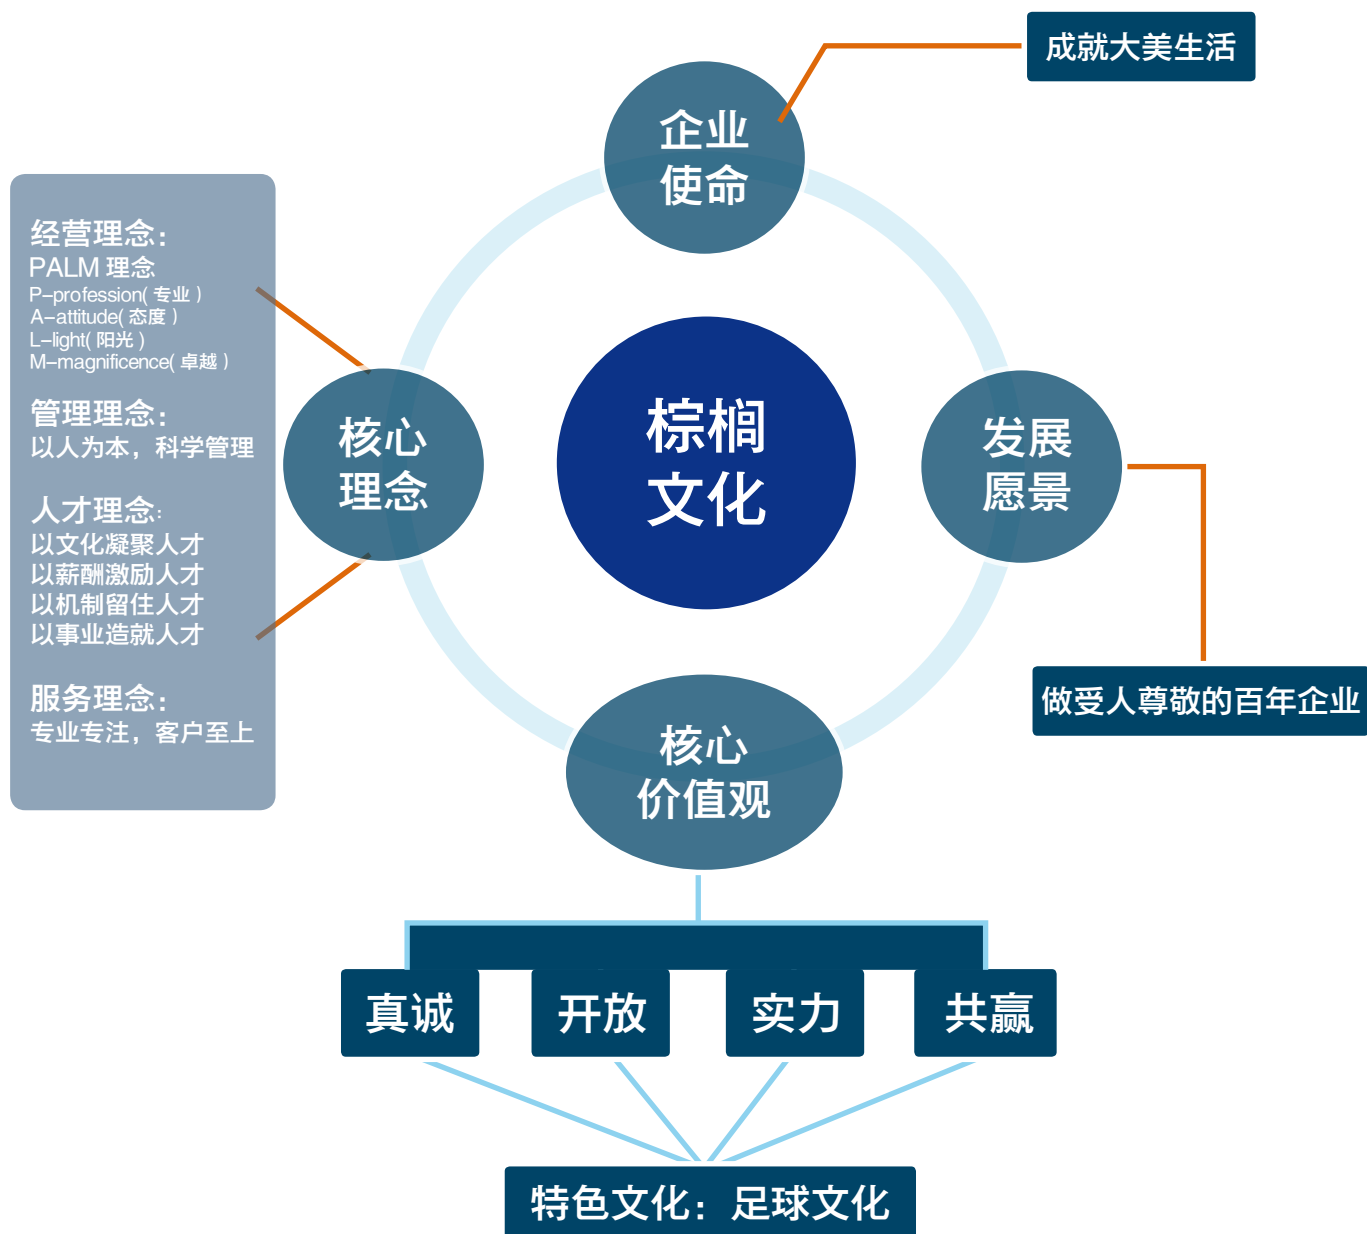 成就大美生活
企业
使命
经营理念：
PALM 理念
P-profession( 专业 )
A-attitude( 态度 )
L-light( 阳光 )
M-magnificence( 卓越 )
管理理念：
以人为本，科学管理
人才理念：
以文化凝聚人才
以薪酬激励人才
以机制留住人才
以事业造就人才
服务理念：
专业专注，客户至上
核心
理念
棕榈
文化
发展
愿景
做受人尊敬的百年企业
核心
价值观
真诚
开放
实力
共赢
特色文化：足球文化